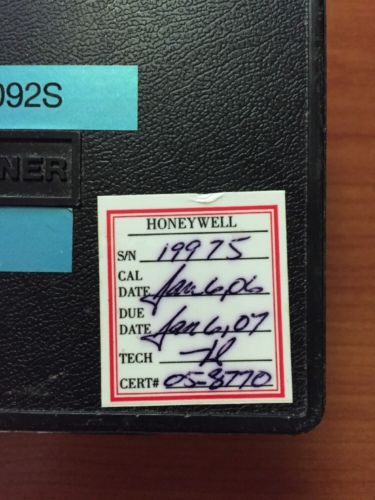 092S
NER
HONEYWELL
S/N 19975
CAL
DATE Jan 6, 06
DUE
DATE Jan 6, 07
TECH
CERT# 05-8770